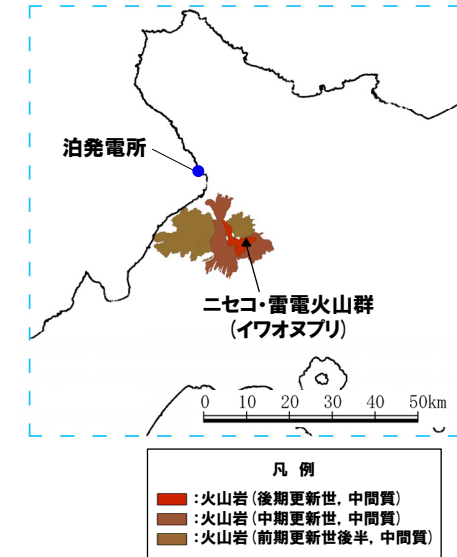 泊発電所
ニセコ・雷電火山群
(イワオヌプリ)
0 10 20 30 40 50km
凡 例
:火山岩(後期更新世, 中間質)
:火山岩(中期更新世, 中間質)
:火山岩(前期更新世後半, 中間質)